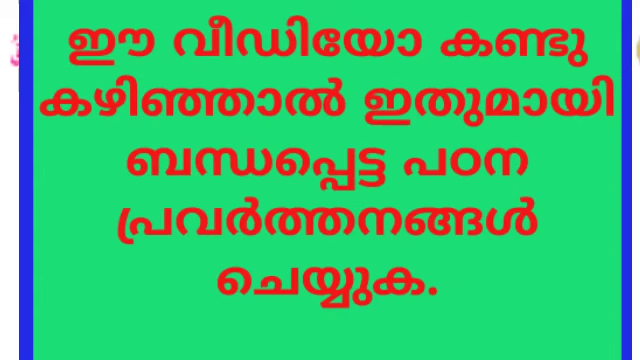 ഈ വീഡിയോ കണ്ടു
കഴിഞ്ഞാൽ ഇതുമായി
ബന്ധപ്പെട്ട പഠന
പ്രവർത്തനങ്ങൾ
ചെയ്യുക.